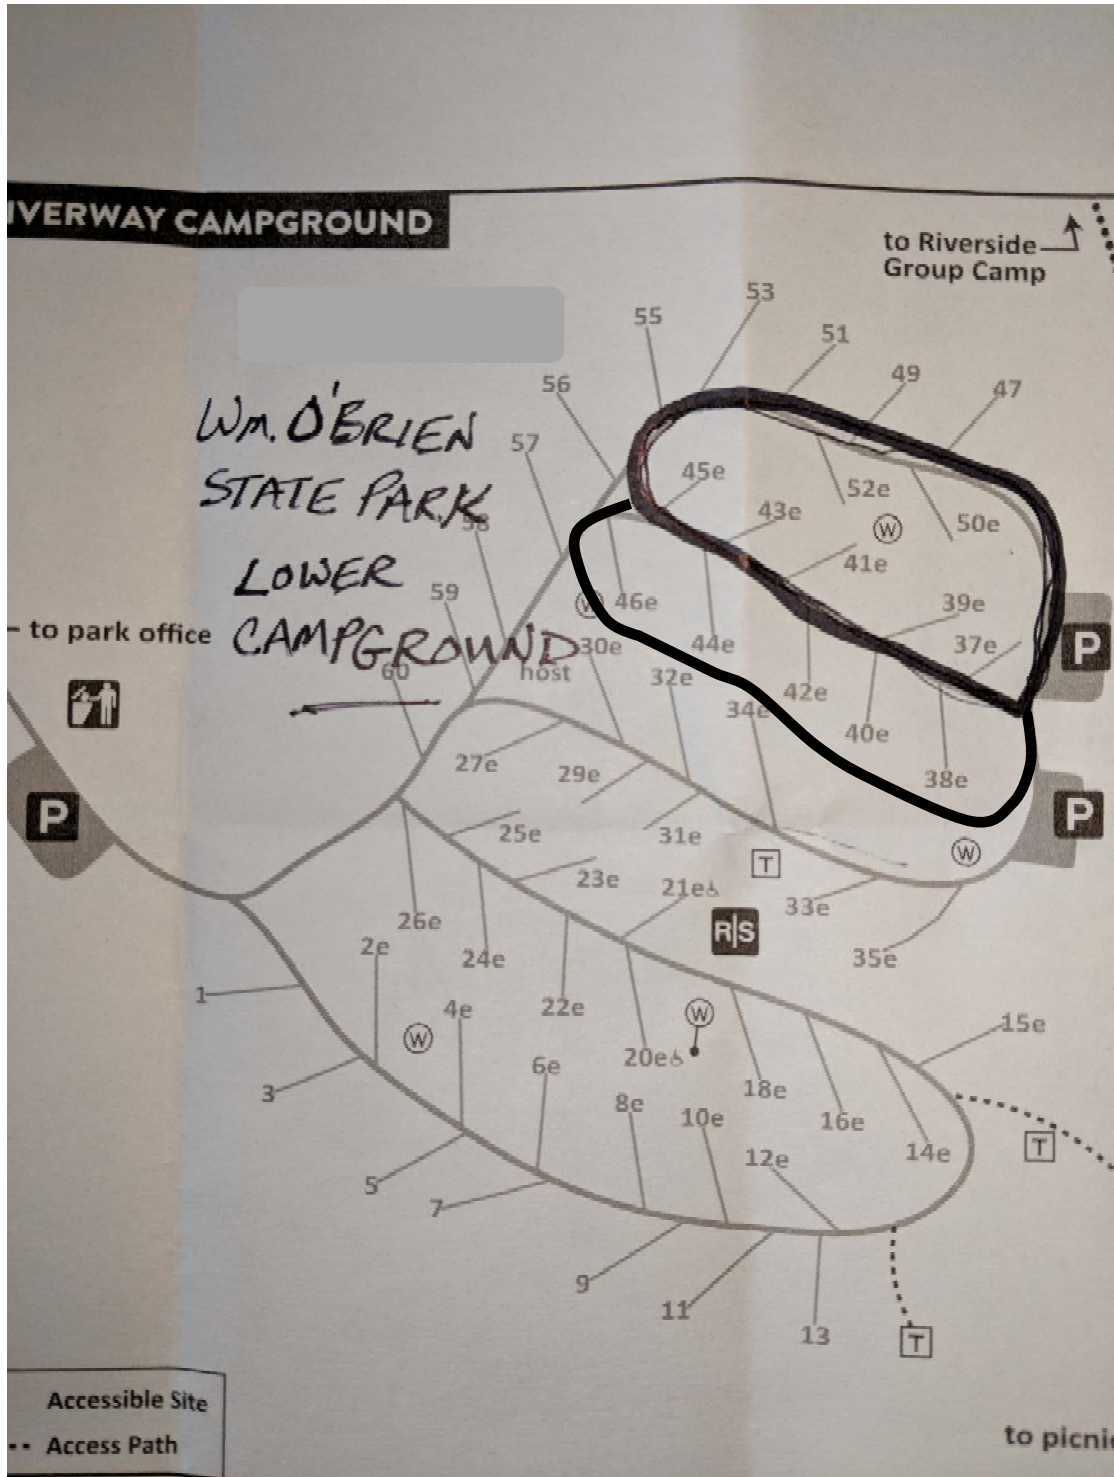 IVERWAY CAMPGROUND
to Riverside
Group Camp
53
55
51
49
47
56
57
WM. O'BRIEN
STATE PARK
LOWER
CAMPGROUND
45e
52e
50e
43e
W
41e
58
59
W
46e
39e
to park office
44e
37e
P
30e
60
host
32e
42e
34e
40e
27e
29e
38e
P
P
25e
31e
W
T
23e
21e
33e
26e
R|S
24e
35e
2e
1
22e
4e
W
W
15e
6e
20e
3
8e
18e
10e
16e
T
12e
14e
5
7
9
11
13
T
Accessible Site
Access Path
to picni